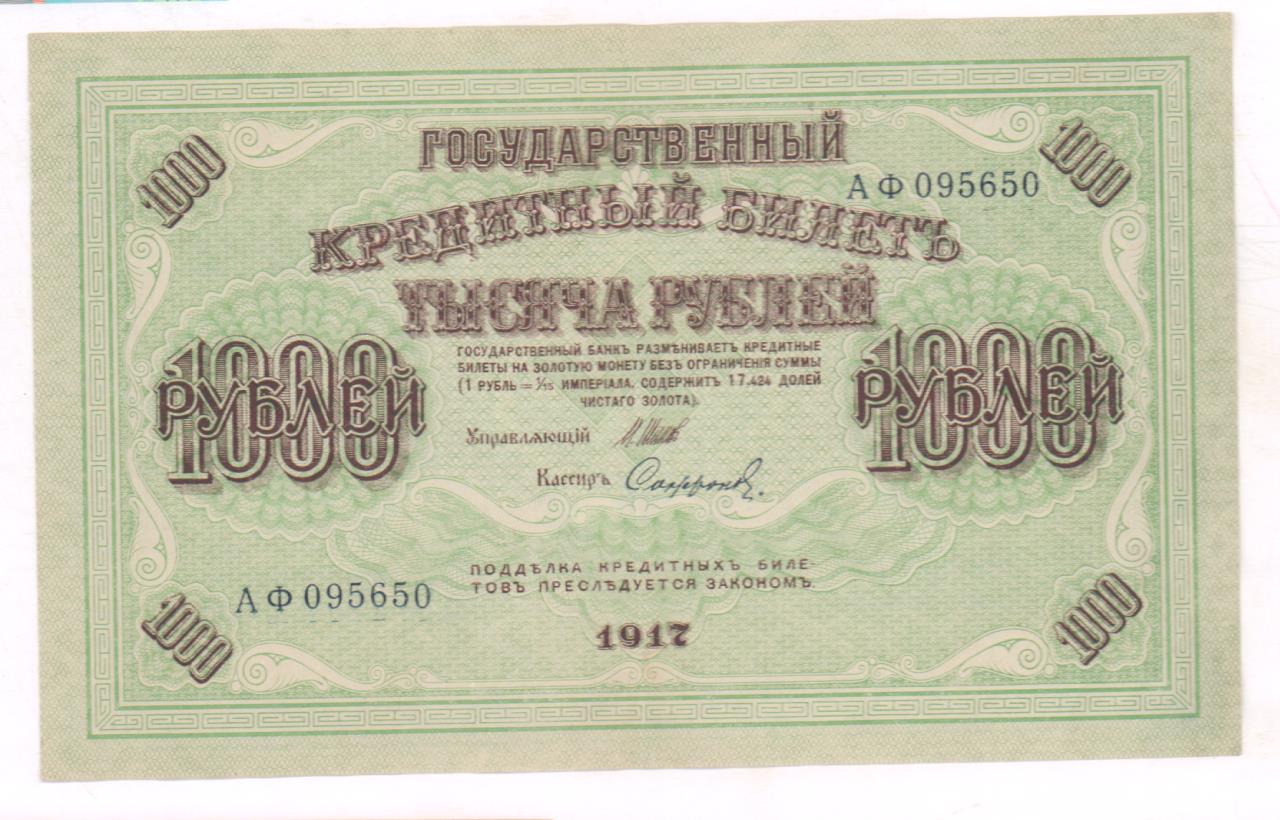 ГОСУДАРСТВЕННЫЙ
1000
1000
АФ 095650
КРЕДИТНЫЙ БИЛЕТЪ
ТЫСЯЧА РУБЛЕЙ
ГОСУДАРСТВЕННЫЙ БАНКЪ РАЗМѢНИВАЕТЪ КРЕДИТНЫЕ
БИЛЕТЫ НА ЗОЛОТУЮ МОНЕТУ БЕЗЪ ОГРАНИЧЕНІЯ СУММЫ
(1 РУБЛЬ = 1/15 ИМПЕРІАЛА, СОДЕРЖИТЪ 17.424 ДОЛЕЙ
ЧИСТАГО ЗОЛОТА).
1000
РУБЛЕЙ
1000
РУБЛЕЙ
Управляющій И. Шипов
Кассиръ Сафронов.
ПОДДѢЛКА КРЕДИТНЫХЪ БИЛЕ-
ТОВЪ ПРЕСЛѢДУЕТСЯ ЗАКОНОМЪ.
АФ 095650
1000
1000
1917